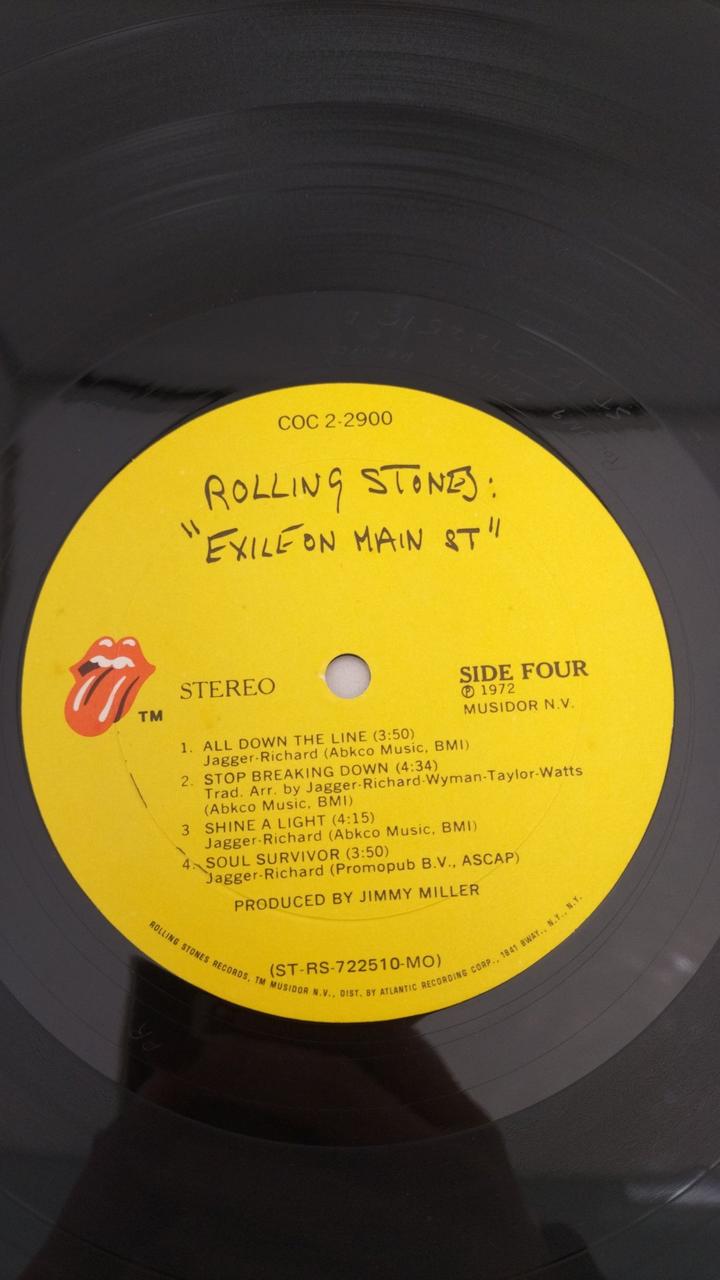 COC 2-2900
ROLLING STONES:
"EXILE ON MAIN ST"
TM
STEREO
SIDE FOUR
℗ 1972
MUSIDOR N.V.
1. ALL DOWN THE LINE (3:50)
Jagger-Richard (Abkco Music, BMI)
2. STOP BREAKING DOWN (4:34)
Trad. Arr. by Jagger-Richard-Wyman-Taylor-Watts
(Abkco Music, BMI)
3 SHINE A LIGHT (4:15)
Jagger-Richard (Abkco Music, BMI)
4. SOUL SURVIVOR (3:50)
Jagger-Richard (Promopub B.V., ASCAP)
PRODUCED BY JIMMY MILLER
(ST-RS-722510-MO)
ROLLING STONES RECORDS, TM MUSIDOR N.V., DIST. BY ATLANTIC RECORDING CORP., 1841 BWAY., N.Y., N.Y.